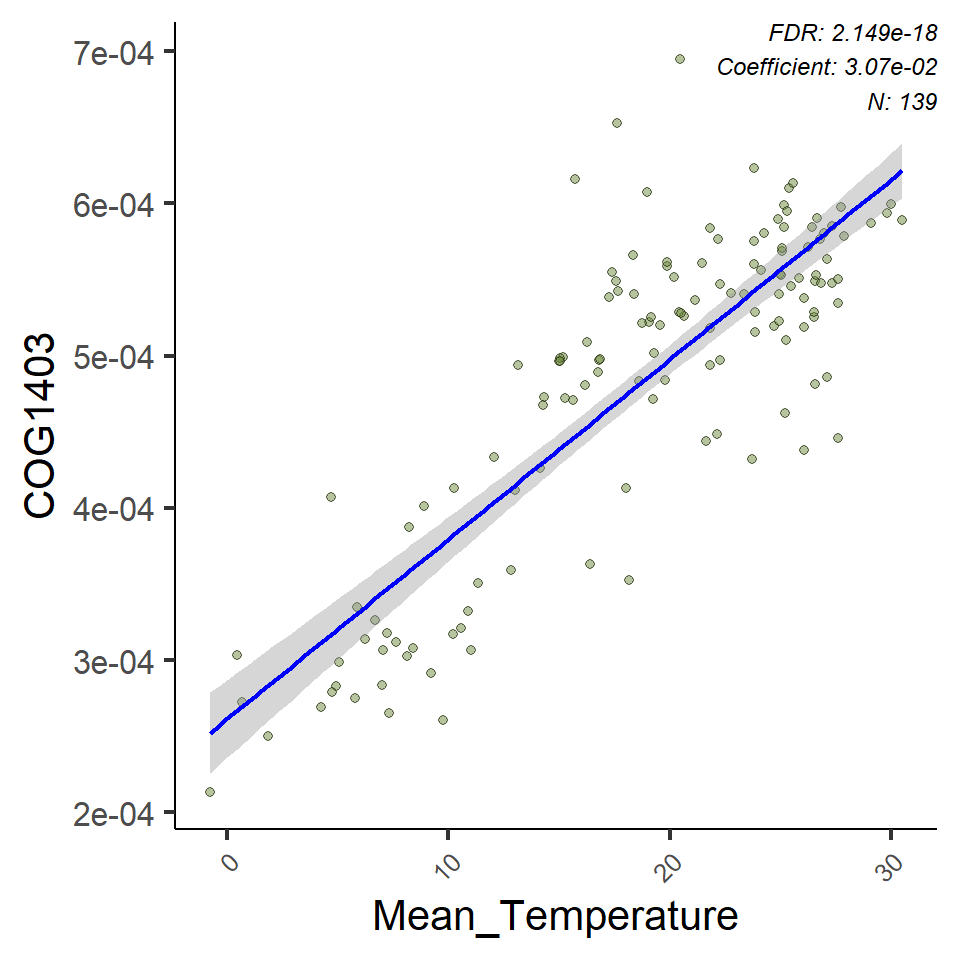 FDR: 2.149e-18
Coefficient: 3.07e-02
N: 139
7e-04
6e-04
5e-04
4e-04
3e-04
2e-04
COG1403
0
10
20
30
Mean_Temperature